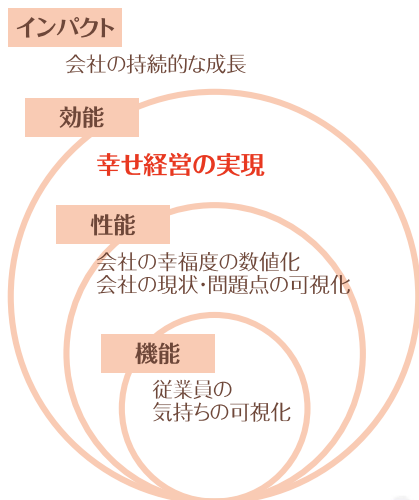 インパクト
会社の持続的な成長
効能
幸せ経営の実現
性能
会社の幸福度の数値化
会社の現状・問題点の可視化
機能
従業員の
気持ちの可視化